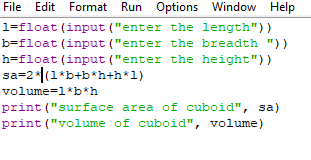 File Edit Format Run Options Window Help
l=float(input("enter the length"))
b=float(input("enter the breadth "))
h=float(input("enter the height"))
sa=2*(l*b+b*h+h*l)
volume=l*b*h
print("surface area of cuboid", sa)
print("volume of cuboid", volume)